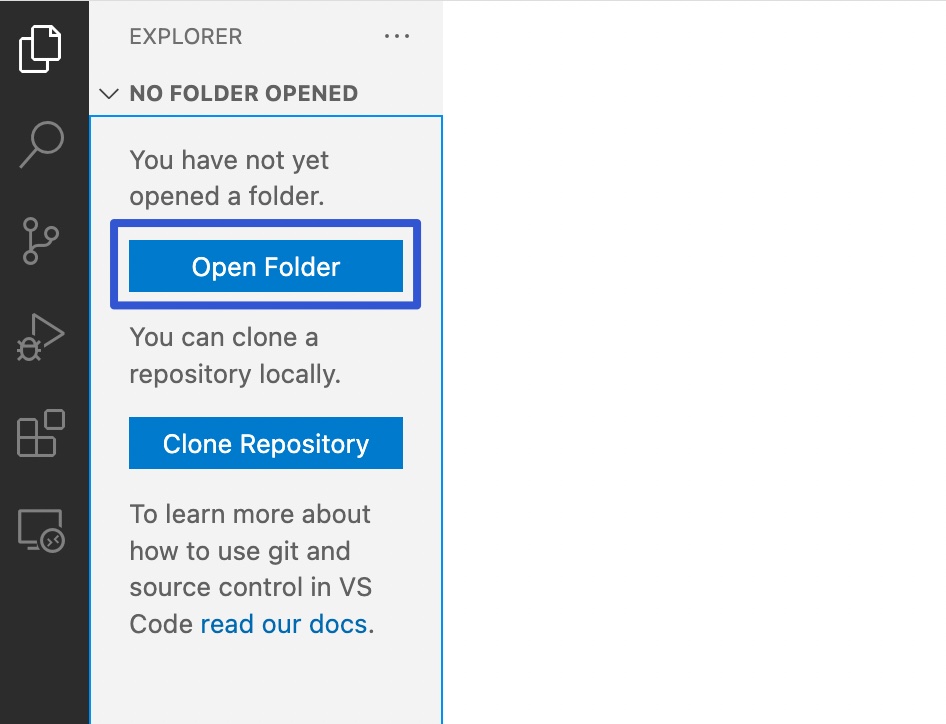 EXPLORER
NO FOLDER OPENED
You have not yet
opened a folder.
Open Folder
You can clone a
repository locally.
Clone Repository
To learn more about
how to use git and
source control in VS
Code read our docs.